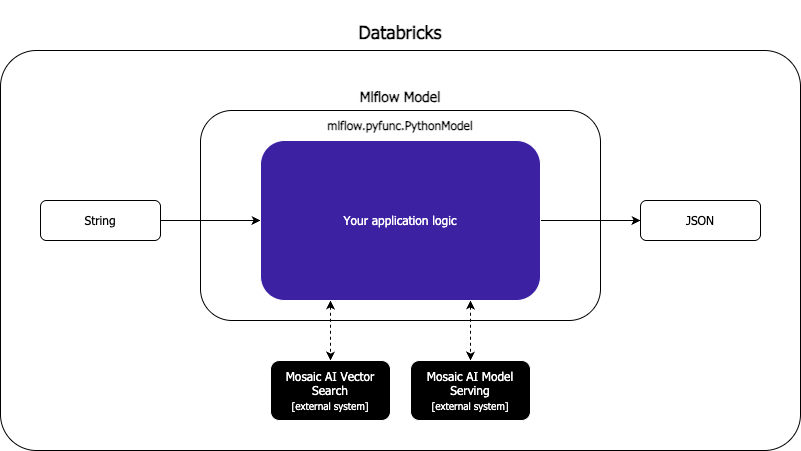 Databricks
Mlflow Model
mlflow.pyfunc.PythonModel
String
Your application logic
JSON
Mosaic AI Vector
Search
[external system]
Mosaic AI Model
Serving
[external system]